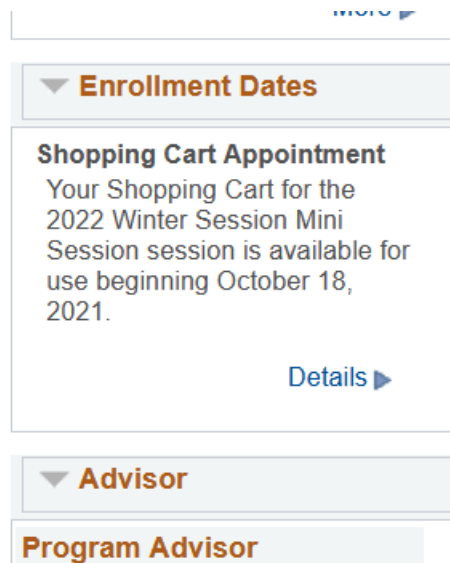 More
Enrollment Dates
Shopping Cart Appointment
Your Shopping Cart for the
2022 Winter Session Mini
Session session is available for
use beginning October 18,
2021.
Details
Advisor
Program Advisor